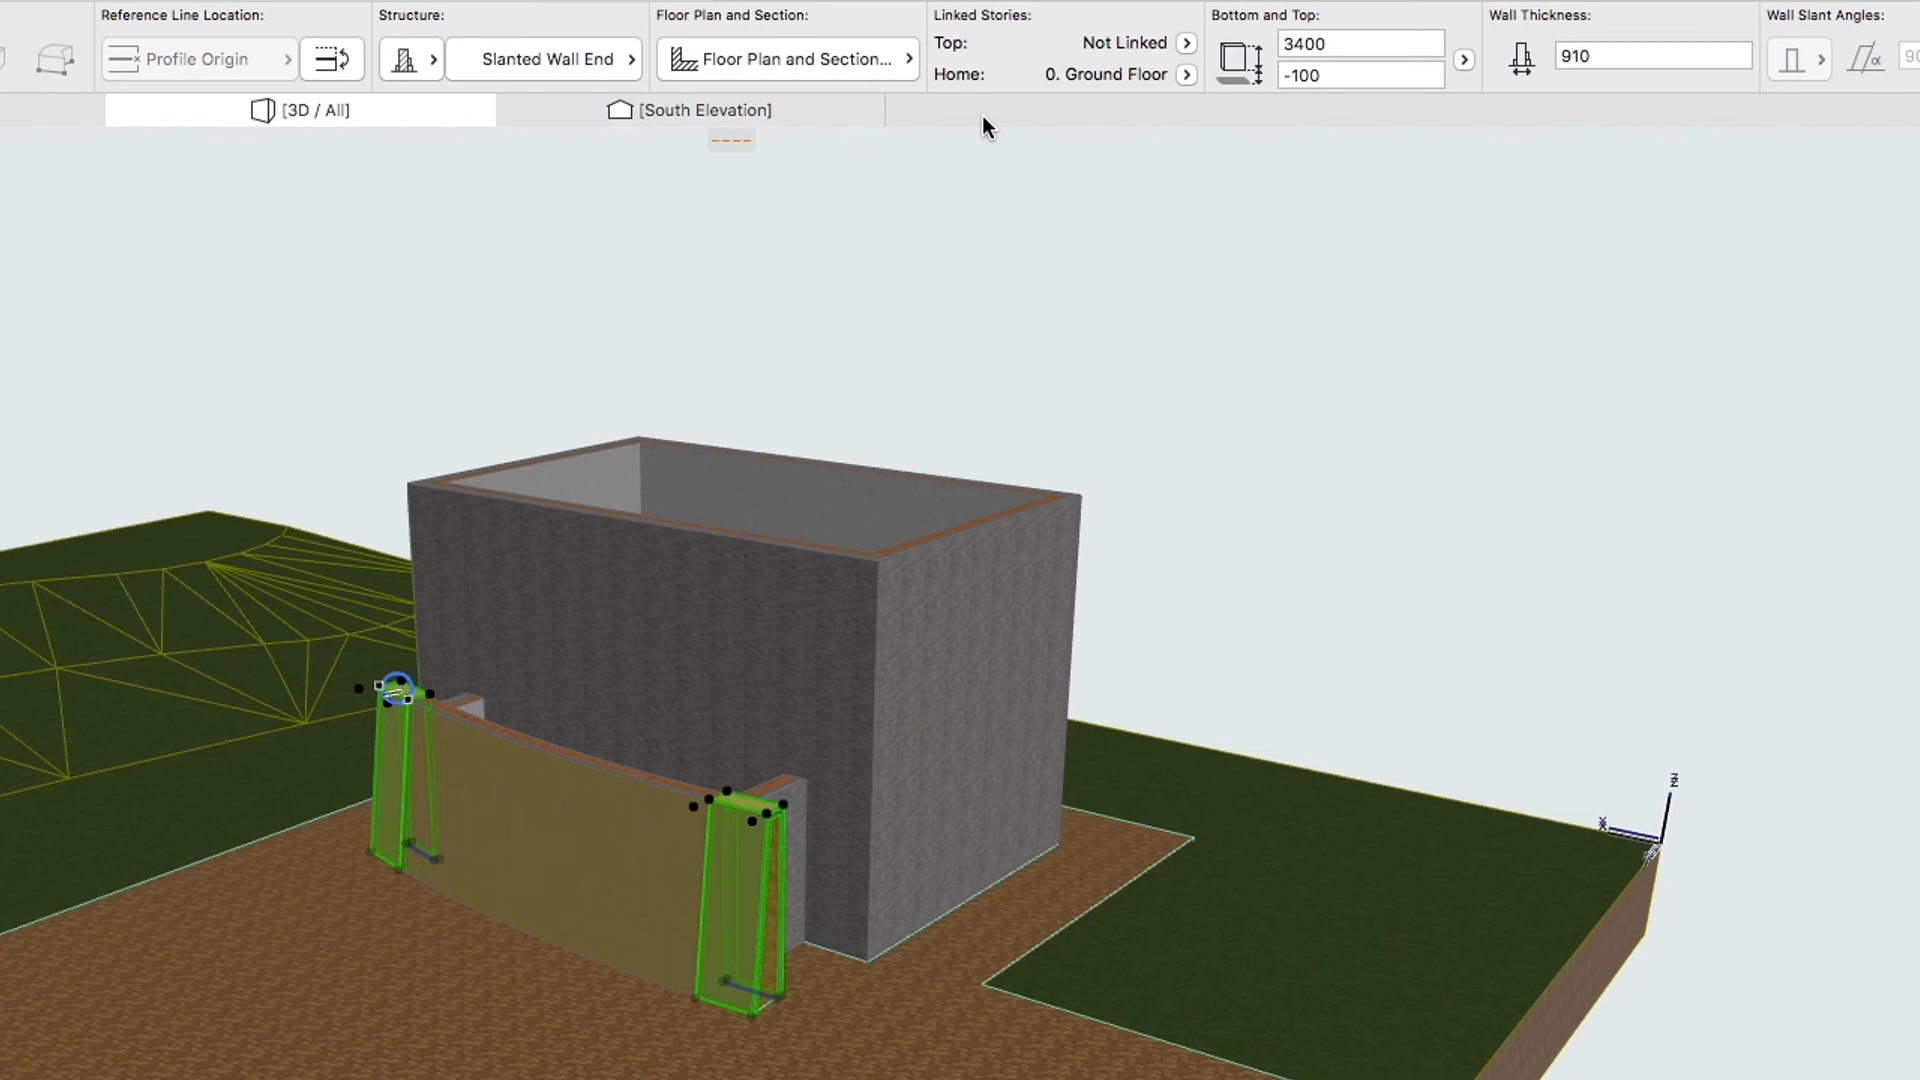 Reference Line Location:
Profile Origin
Structure:
Slanted Wall End
Floor Plan and Section:
Floor Plan and Section...
Linked Stories:
Top: Not Linked
Home: 0. Ground Floor
Bottom and Top:
3400
-100
Wall Thickness:
910
Wall Slant Angles:
α
90
[3D / All]
[South Elevation]
z
x